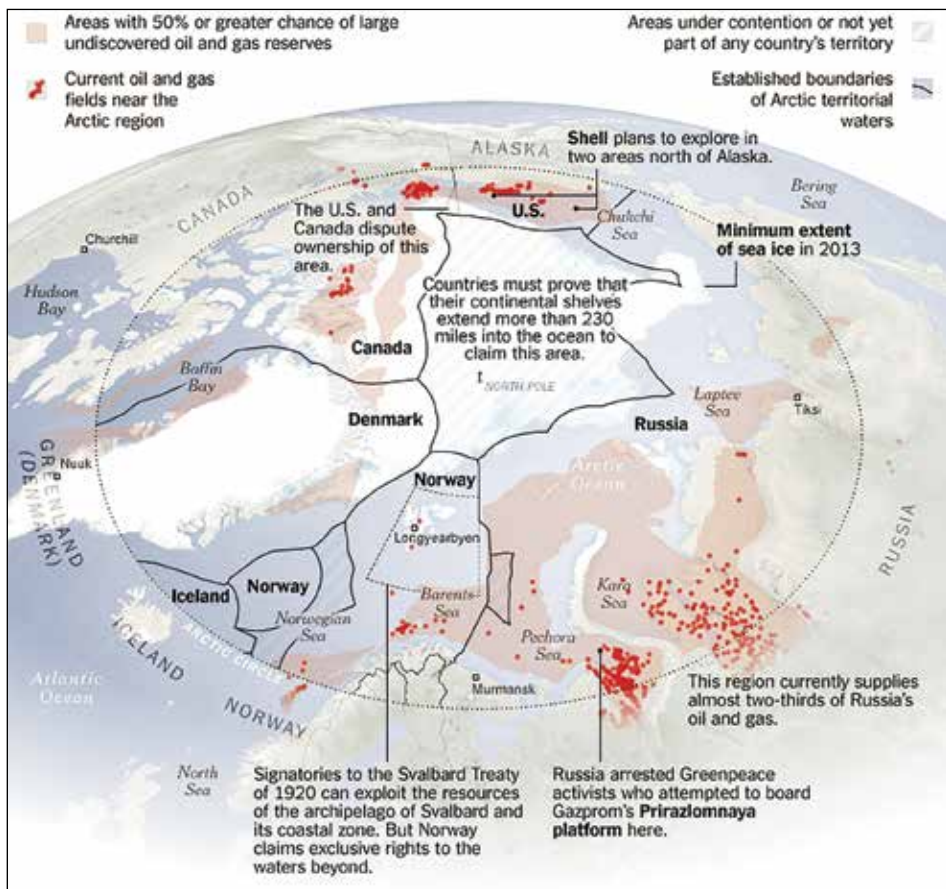 Areas with 50% or greater chance of large
undiscovered oil and gas reserves
Current oil and gas
fields near the
Arctic region
Areas under contention or not yet
part of any country's territory
Established boundaries
of Arctic territorial
waters
ALASKA
Shell plans to explore in
two areas north of Alaska.
CANADA
U.S.
Bering
Sea
Chukchi
Sea
The U.S. and
Canada dispute
ownership of this
area.
Churchill
Minimum extent
of sea ice in 2013
Hudson
Bay
Countries must prove that
their continental shelves
extend more than 230
miles into the ocean to
claim this area.
Canada
Baffin
Bay
NORTH POLE
Laptev
Sea
Tiksi
Denmark
Russia
GREENLAND
(DENMARK)
Nuuk
Norway
Arctic
Ocean
RUSSIA
Longyearbyen
Iceland
Norway
Norwegian
Sea
Barents
Sea
Kara
Sea
Pechora
Sea
ICELAND
ARCTIC CIRCLE
Atlantic
Ocean
NORWAY
Murmansk
This region currently supplies
almost two-thirds of Russia's
oil and gas.
North
Sea
Signatories to the Svalbard Treaty
of 1920 can exploit the resources
of the archipelago of Svalbard and
its coastal zone. But Norway
claims exclusive rights to the
waters beyond.
Russia arrested Greenpeace
activists who attempted to board
Gazprom's Prirazlomnaya
platform here.